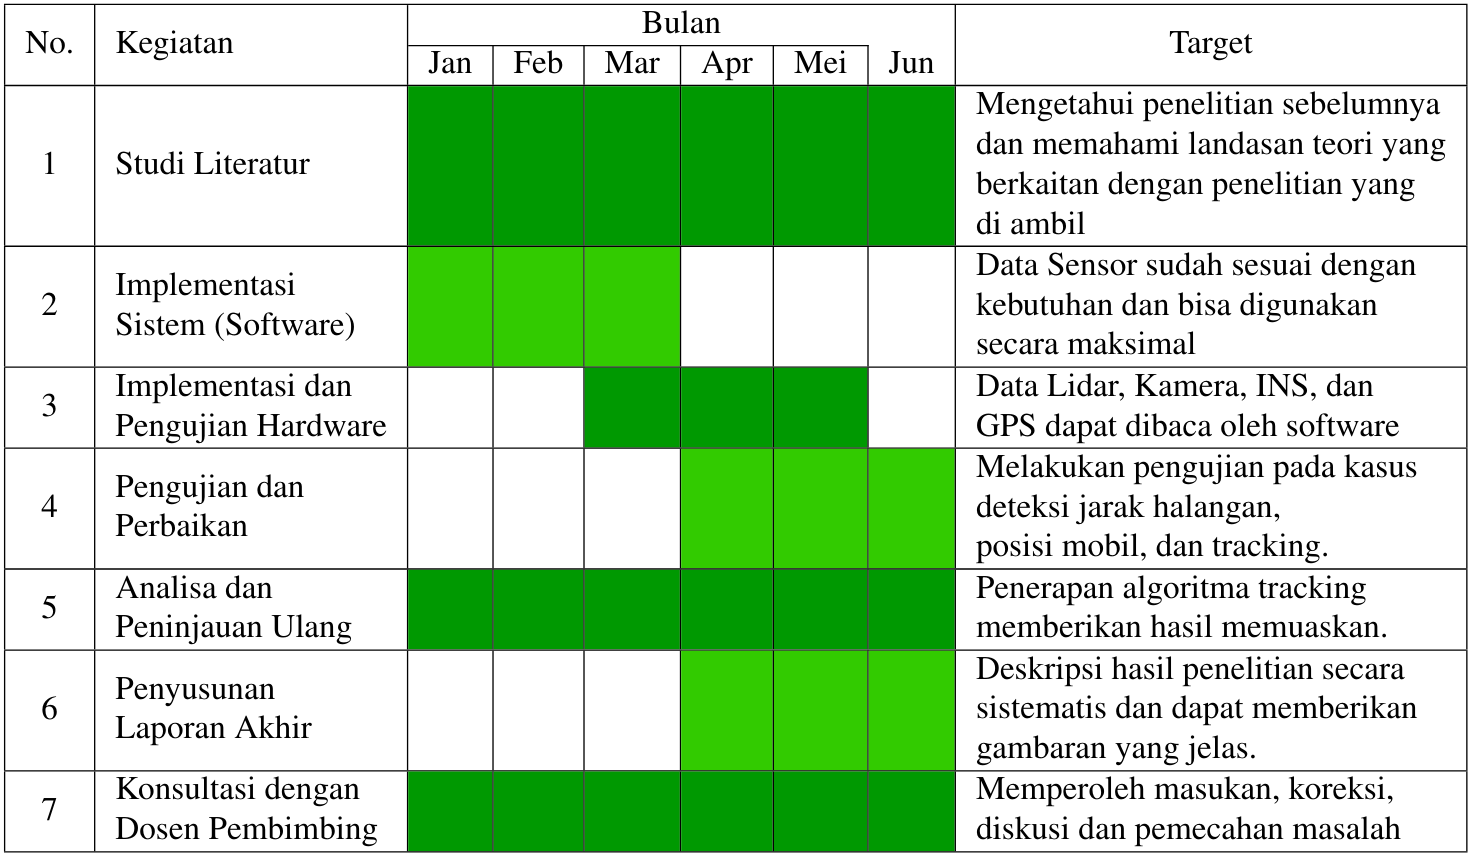 No.
Kegiatan
Bulan
Target
Jan Feb Mar Apr Mei Jun
1
Studi Literatur
Mengetahui penelitian sebelumnya
dan memahami landasan teori yang
berkaitan dengan penelitian yang
di ambil
2
Implementasi
Sistem (Software)
Data Sensor sudah sesuai dengan
kebutuhan dan bisa digunakan
secara maksimal
3
Implementasi dan
Pengujian Hardware
Data Lidar, Kamera, INS, dan
GPS dapat dibaca oleh software
4
Pengujian dan
Perbaikan
Melakukan pengujian pada kasus
deteksi jarak halangan,
posisi mobil, dan tracking.
5
Analisa dan
Peninjauan Ulang
Penerapan algoritma tracking
memberikan hasil memuaskan.
6
Penyusunan
Laporan Akhir
Deskripsi hasil penelitian secara
sistematis dan dapat memberikan
gambaran yang jelas.
7
Konsultasi dengan
Dosen Pembimbing
Memperoleh masukan, koreksi,
diskusi dan pemecahan masalah